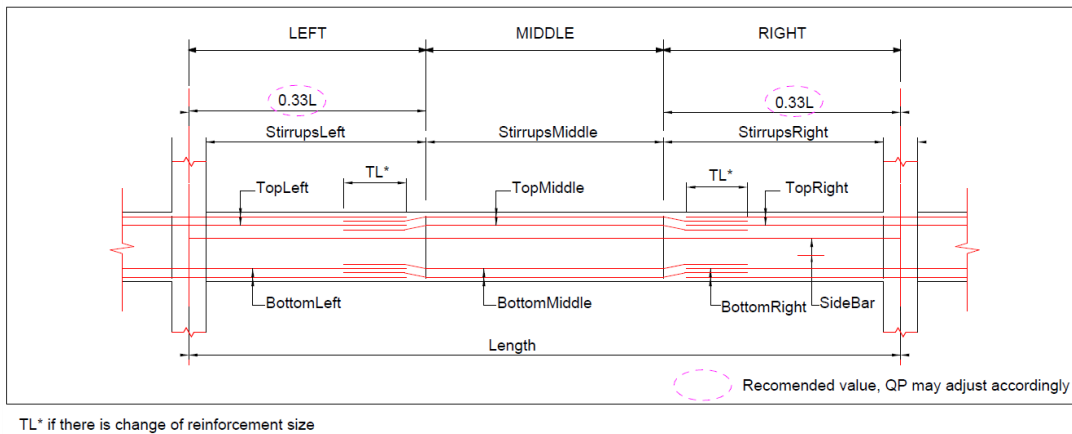 LEFT
MIDDLE
RIGHT
0.33L
0.33L
StirrupsLeft
StirrupsMiddle
StirrupsRight
TL*
TL*
TopLeft
TopMiddle
TopRight
BottomLeft
BottomMiddle
BottomRight
SideBar
Length
Recomended value, QP may adjust accordingly
TL* if there is change of reinforcement size